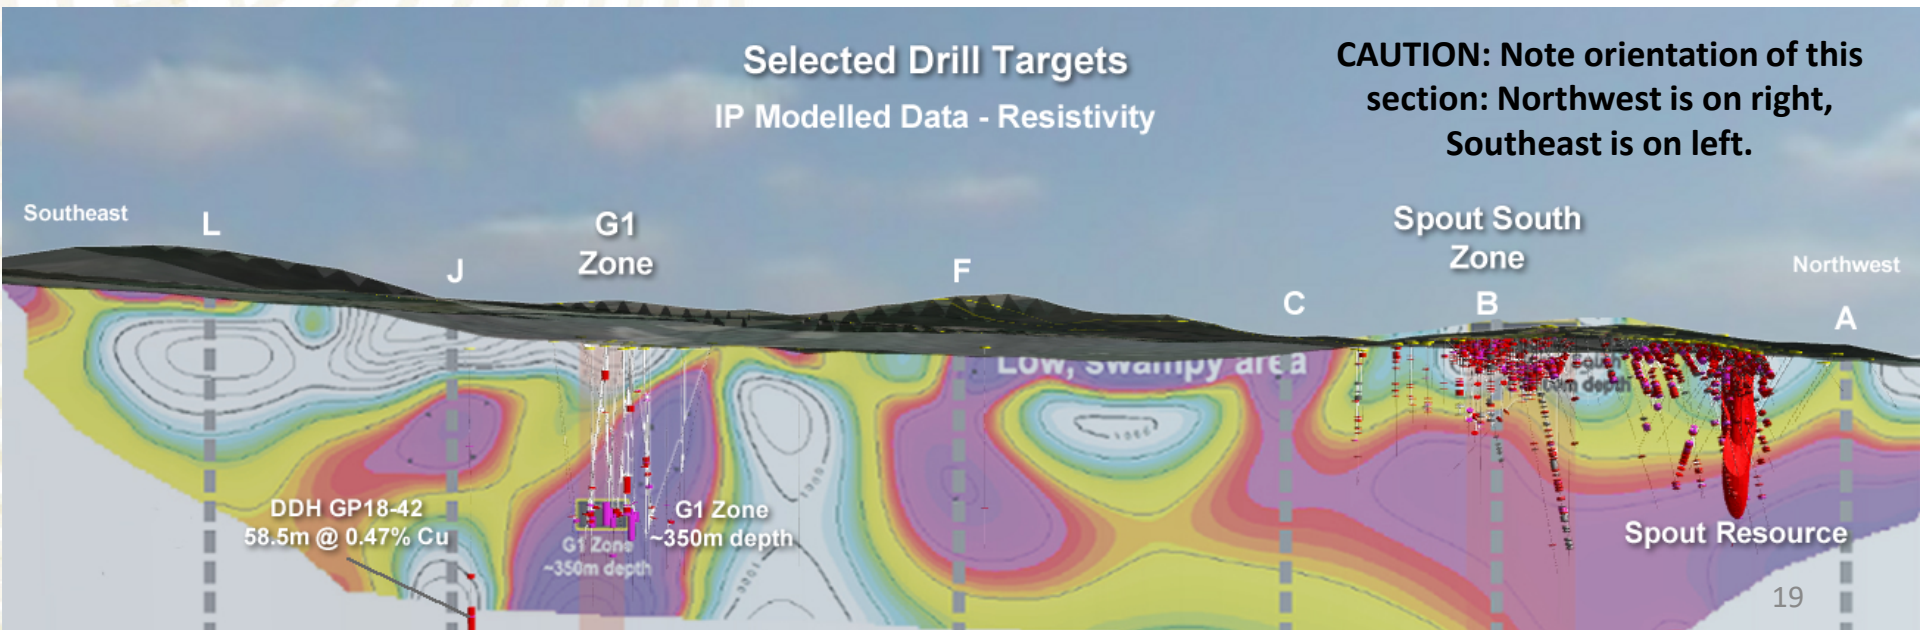 Selected Drill Targets
IP Modelled Data - Resistivity
CAUTION: Note orientation of this
section: Northwest is on right,
Southeast is on left.
Southeast
L
J
G1
Zone
F
C
Spout South
Zone
B
Northwest
A
Low, swampy area
depth
DDH GP18-42
58.5m @ 0.47% Cu
G1 Zone
~350m depth
G1 Zone
~350m depth
Spout Resource
1000
19